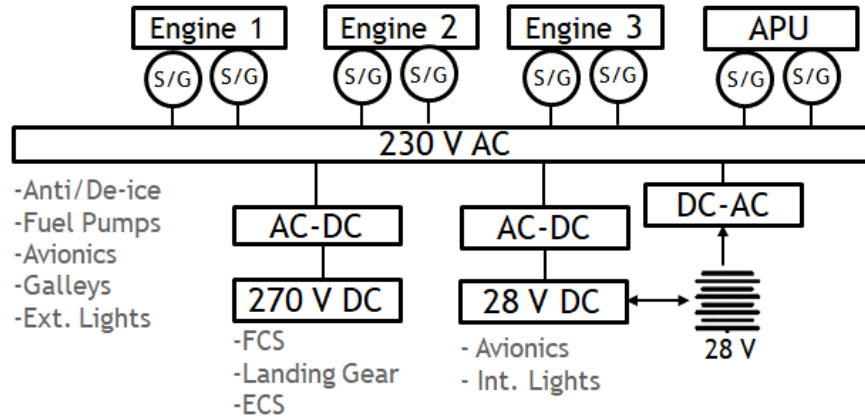 Engine 1
Engine 2
Engine 3
APU
S/G
S/G
S/G
S/G
S/G
S/G
S/G
S/G
230 V AC
-Anti/De-ice
-Fuel Pumps
-Avionics
-Galleys
-Ext. Lights
AC-DC
AC-DC
DC-AC
270 V DC
28 V DC
28 V
-FCS
-Landing Gear
-ECS
- Avionics
- Int. Lights